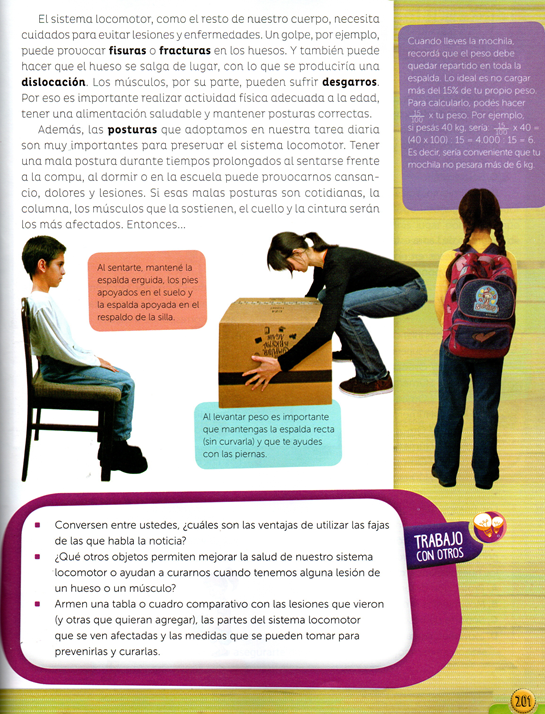 El sistema locomotor, como el resto de nuestro cuerpo, necesita
cuidados para evitar lesiones y enfermedades. Un golpe, por ejemplo,
puede provocar fisuras o fracturas en los huesos. Y también puede
hacer que el hueso se salga de lugar, con lo que se produciría una
dislocación. Los músculos, por su parte, pueden sufrir desgarros.
Por eso es importante realizar actividad física adecuada a la edad,
tener una alimentación saludable y mantener posturas correctas.
Además, las posturas que adoptamos en nuestra tarea diaria
son muy importantes para preservar el sistema locomotor. Tener
una mala postura durante tiempos prolongados al sentarse frente
a la compu, al dormir o en la escuela puede provocarnos cansan-
cio, dolores y lesiones. Si esas malas posturas son cotidianas, la
columna, los músculos que la sostienen, el cuello y la cintura serán
los más afectados. Entonces...
Cuando lleves la mochila,
recordá que el peso debe
quedar repartido en toda la
espalda. Lo ideal es no cargar
más del 15% de tu propio peso.
Para calcularlo, podés hacer
15/100 x tu peso. Por ejemplo,
si pesás 40 kg, sería: 15/100 x 40 =
(40 x 100) : 15 = 4.000 : 15 = 6.
Es decir, sería conveniente que tu
mochila no pesara más de 6 kg.
Al sentarte, mantené la
espalda erguida, los pies
apoyados en el suelo y
la espalda apoyada en el
respaldo de la silla.
Al levantar peso es importante
que mantengas la espalda recta
(sin curvarla) y que te ayudes
con las piernas.
TRABAJO
CON OTROS
Conversen entre ustedes, ¿cuáles son las ventajas de utilizar las fajas
de las que habla la noticia?
¿Qué otros objetos permiten mejorar la salud de nuestro sistema
locomotor o ayudan a curarnos cuando tenemos alguna lesión de
un hueso o un músculo?
Armen una tabla o cuadro comparativo con las lesiones que vieron
(y otras que quieran agregar), las partes del sistema locomotor
que se ven afectadas y las medidas que se pueden tomar para
prevenirlas y curarlas.
201